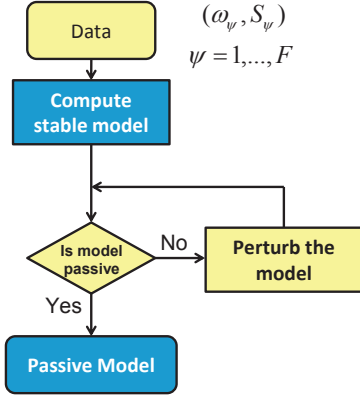 Data
(ω_ψ, S_ψ)
ψ = 1,..., F
Compute
stable model
Is model
passive
No
Perturb the
model
Yes
Passive Model